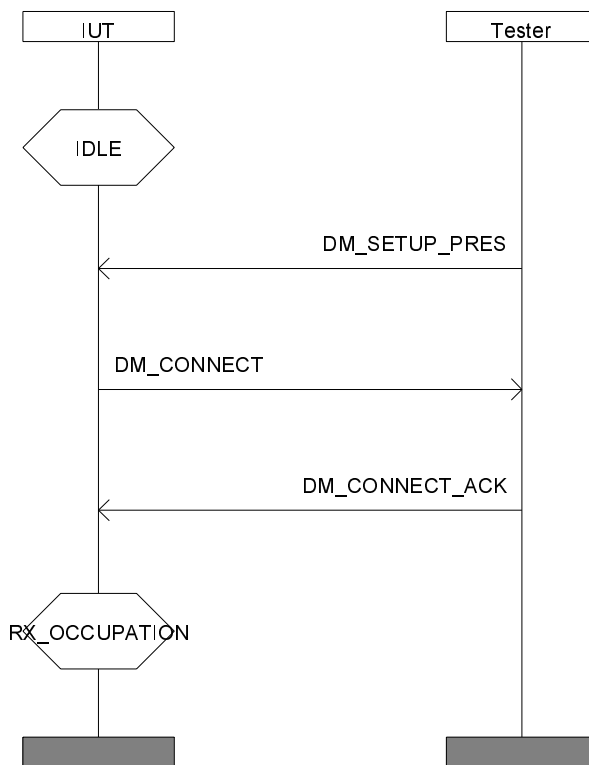 IUT
Tester
IDLE
DM_SETUP_PRES
DM_CONNECT
DM_CONNECT_ACK
RX_OCCUPATION